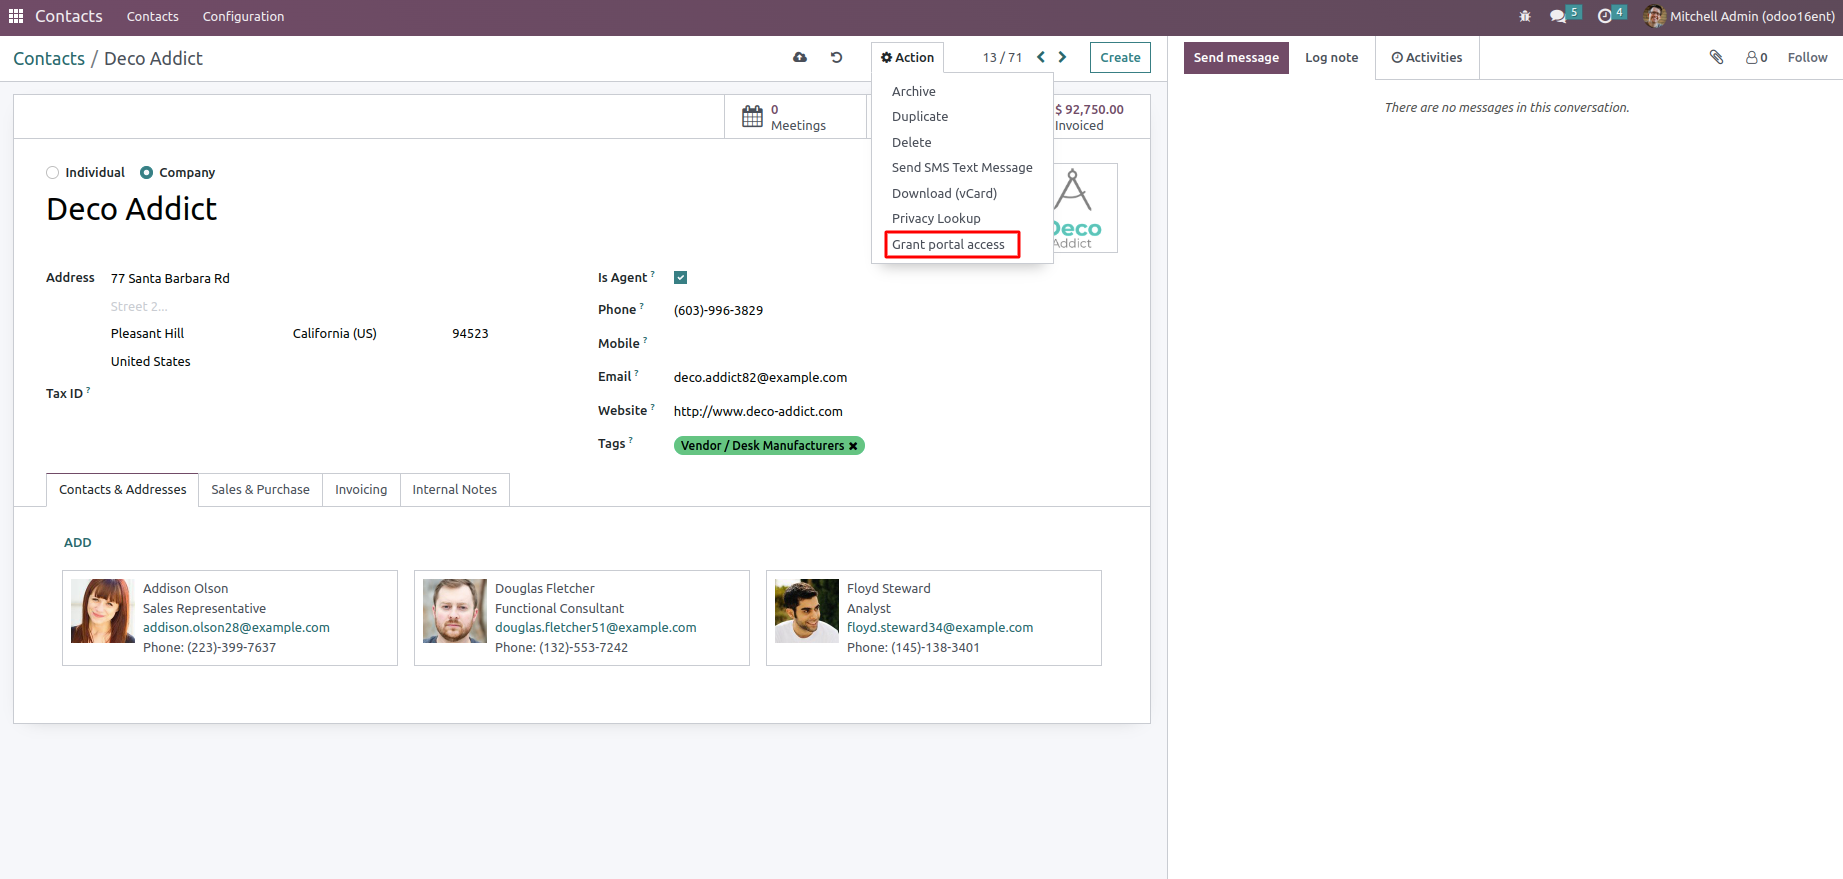 Contacts Contacts Configuration 5 4 Mitchell Admin (odoo16ent)
Contacts / Deco Addict Action 13 / 71 Create
Archive
Duplicate
Delete
Send SMS Text Message
Download (vCard)
Privacy Lookup
Grant portal access
Send message Log note Activities 0 Follow
There are no messages in this conversation.
0
Meetings
$ 92,750.00
Invoiced
Individual Company
Deco Addict
Deco
Addict
Address 77 Santa Barbara Rd
Street 2...
Pleasant Hill California (US) 94523
United States
Tax ID ?
Is Agent ?
Phone ? (603)-996-3829
Mobile ?
Email ? deco.addict82@example.com
Website ? http://www.deco-addict.com
Tags ? Vendor / Desk Manufacturers
Contacts & Addresses Sales & Purchase Invoicing Internal Notes
ADD
Addison Olson
Sales Representative
addison.olson28@example.com
Phone: (223)-399-7637
Douglas Fletcher
Functional Consultant
douglas.fletcher51@example.com
Phone: (132)-553-7242
Floyd Steward
Analyst
floyd.steward34@example.com
Phone: (145)-138-3401